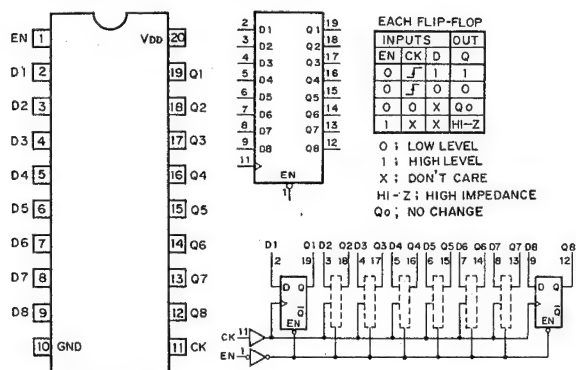 EN 1 VDD 20
D1 2 19 Q1
D2 3 18 Q2
D3 4 17 Q3
D4 5 16 Q4
D5 6 15 Q5
D6 7 14 Q6
D7 8 13 Q7
D8 9 12 Q8
10 GND 11 CK
2 D1 Q1 19
3 D2 Q2 18
4 D3 Q3 17
5 D4 Q4 16
6 D5 Q5 15
7 D6 Q6 14
8 D7 Q7 13
9 D8 Q8 12
11
EN
1
EACH FLIP-FLOP
INPUTS OUT
EN CK D Q
0 1 1
0 0 0
0 0 X Qo
1 X X HI-Z
0 ; LOW LEVEL
1 ; HIGH LEVEL
X ; DON'T CARE
HI-Z ; HIGH IMPEDANCE
Qo ; NO CHANGE
D1 Q1 D2 Q2 D3 Q3 D4 Q4 D5 Q5 D6 Q6 D7 Q7 D8 Q8
2 19 3 18 4 17 5 16 6 15 7 14 8 13 9 12
D Q D Q
Q̅ Q̅
EN EN
CK 11
EN 1